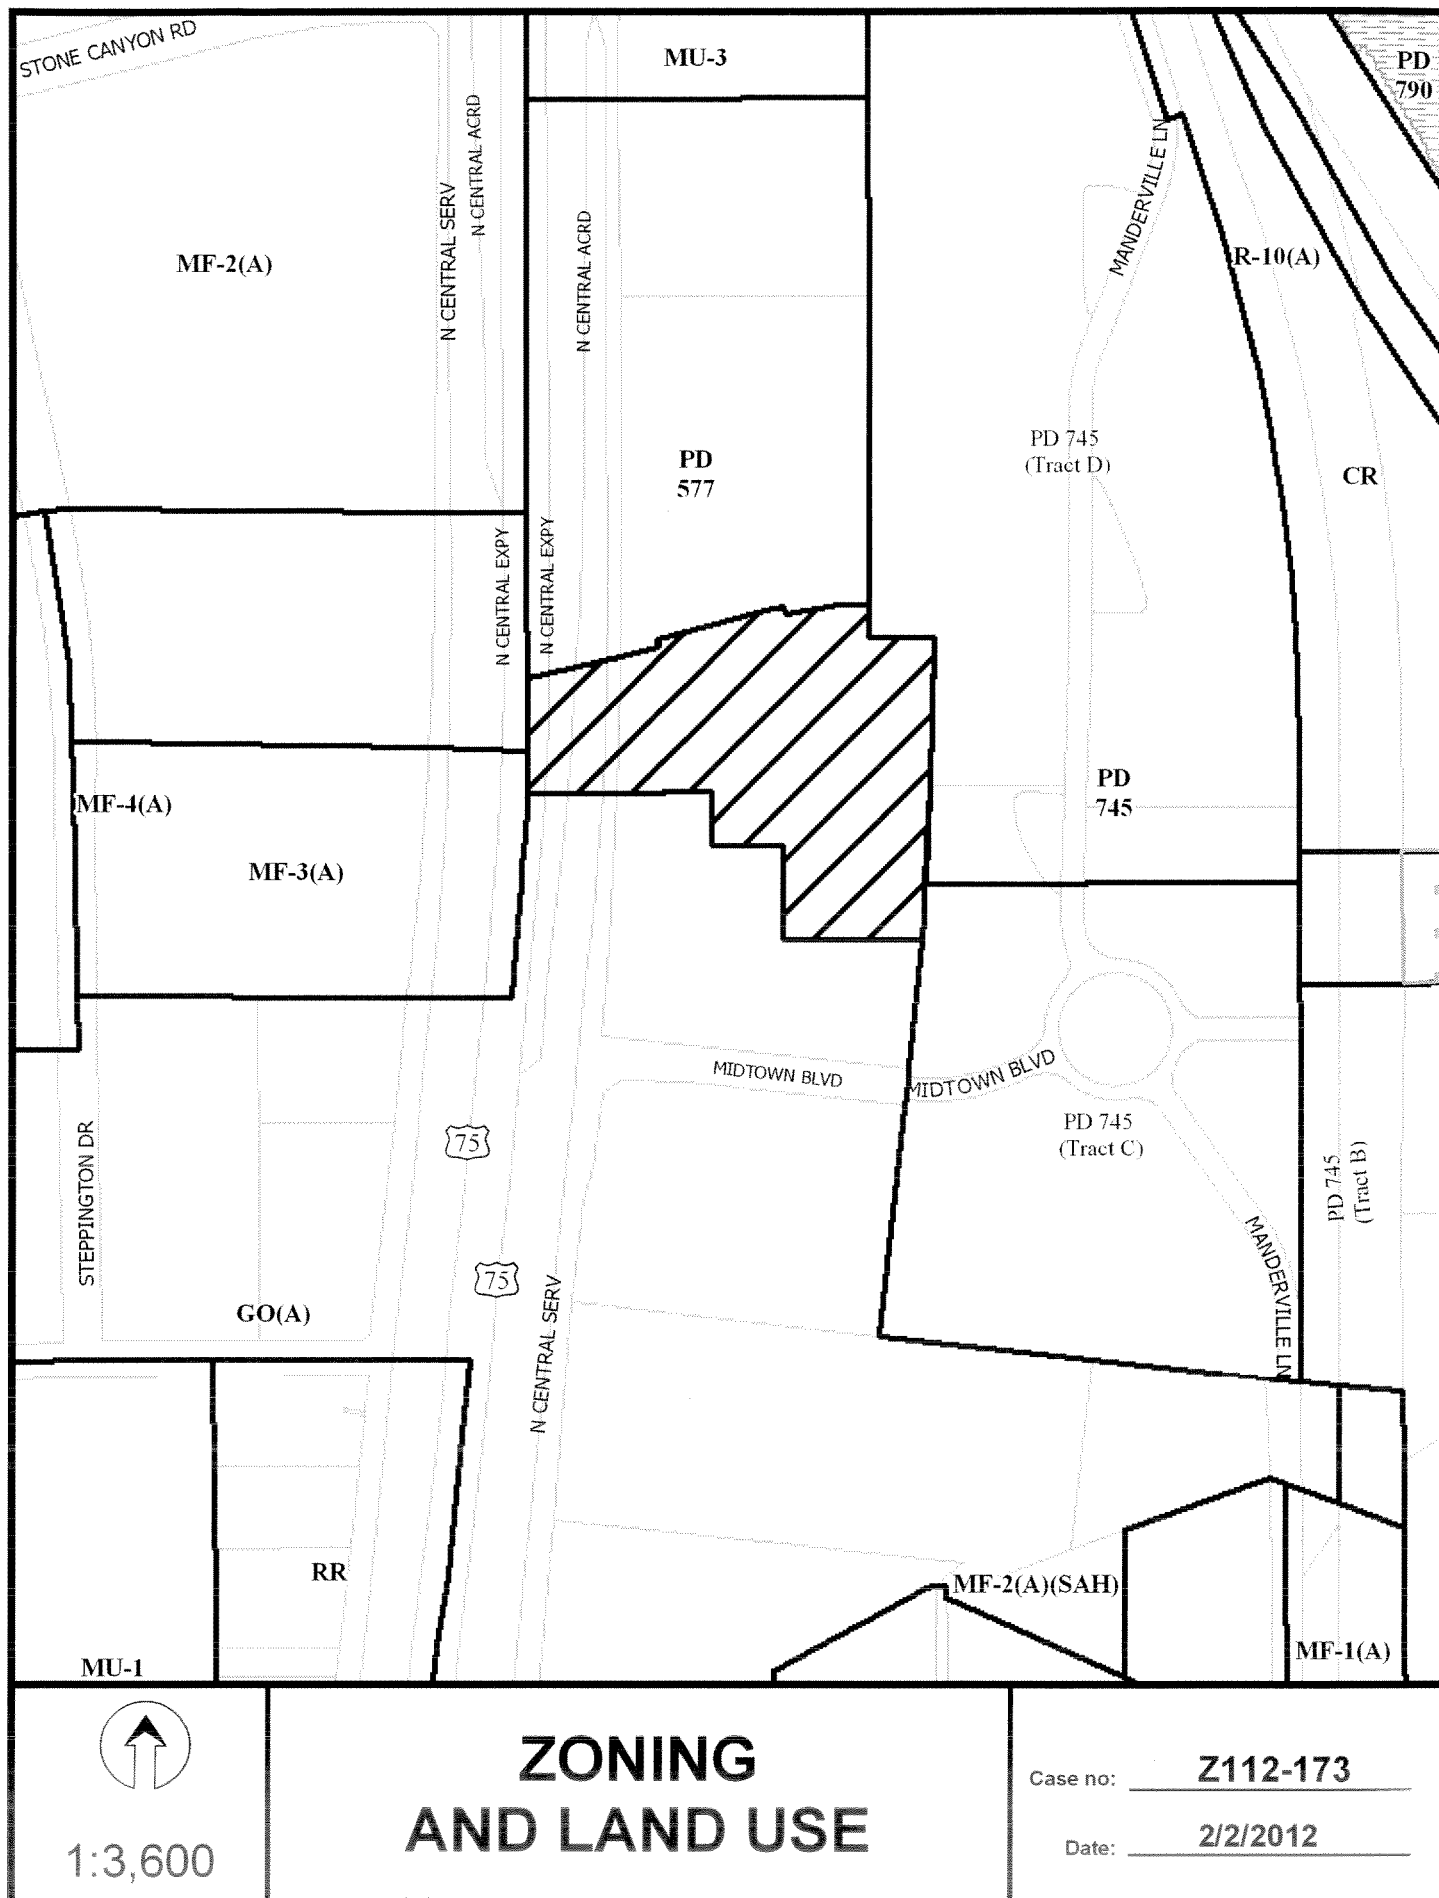 STONE CANYON RD
MU-3
PD
790
N CENTRAL ACRD
MANDERVILLE LN
N CENTRAL SERV
N CENTRAL ACRD
R-10(A)
MF-2(A)
PD 745
(Tract D)
PD
577
CR
N CENTRAL EXPY
N CENTRAL EXPY
PD
745
MF-4(A)
MF-3(A)
MIDTOWN BLVD
MIDTOWN BLVD
PD 745
(Tract C)
75
STEPPINGTON DR
PD 745
(Tract B)
75
MANDERVILLE LN
GO(A)
N CENTRAL SERV
RR
MF-2(A)(SAH)
MF-1(A)
MU-1
1:3,600
ZONING
AND LAND USE
Case no: Z112-173
Date: 2/2/2012